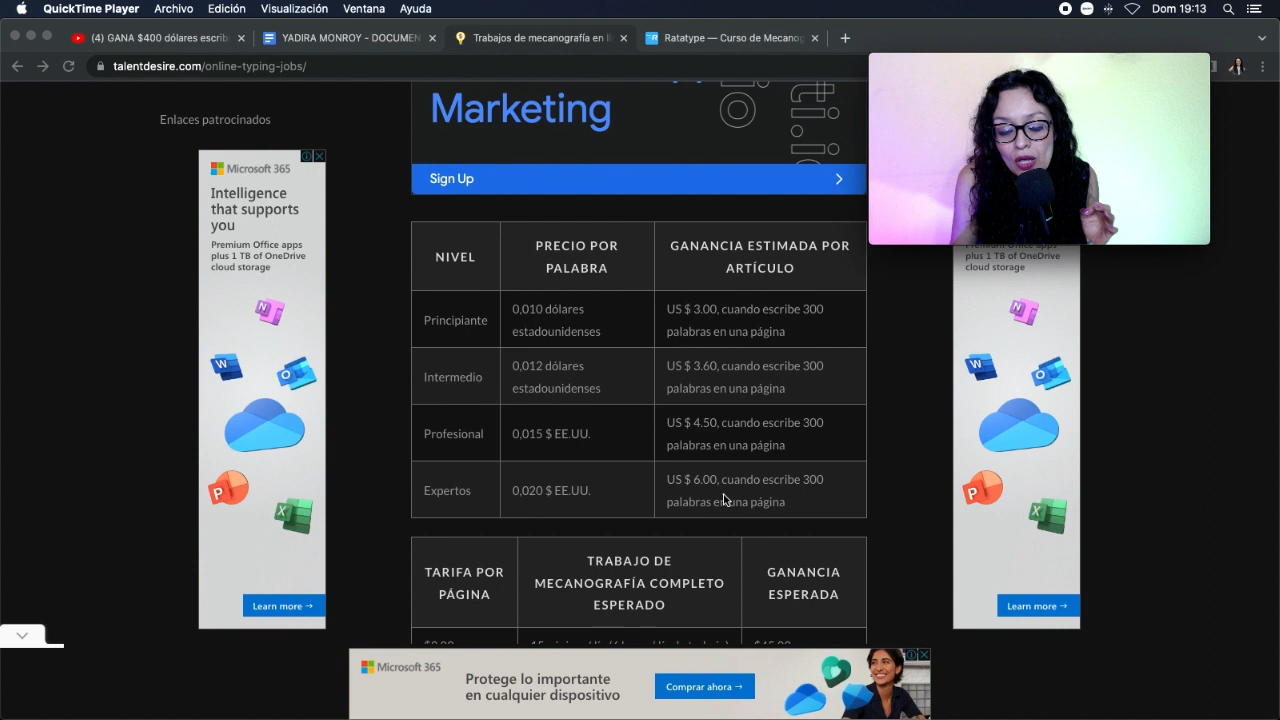 QuickTime Player Archivo Edición Visualización Ventana Ayuda
Dom 19:13
(4) GANA $400 dólares escrib
YADIRA MONROY - DOCUMEN
Trabajos de mecanografía en lí
Ratatype — Curso de Mecanog
talentdesire.com/online-typing-jobs/
Enlaces patrocinados
Marketing
Sign Up
Microsoft 365
Intelligence
that supports
you
Premium Office apps
plus 1 TB of OneDrive
cloud storage
Learn more →
NIVEL
PRECIO POR
PALABRA
GANANCIA ESTIMADA POR
ARTÍCULO
Principiante
0,010 dólares
estadounidenses
US $ 3.00, cuando escribe 300
palabras en una página
Intermedio
0,012 dólares
estadounidenses
US $ 3.60, cuando escribe 300
palabras en una página
Profesional
0,015 $ EE.UU.
US $ 4.50, cuando escribe 300
palabras en una página
Expertos
0,020 $ EE.UU.
US $ 6.00, cuando escribe 300
palabras en una página
TARIFA POR
PÁGINA
TRABAJO DE
MECANOGRAFÍA COMPLETO
ESPERADO
GANANCIA
ESPERADA
Premium Office apps
plus 1 TB of OneDrive
cloud storage
Learn more →
Microsoft 365
Protege lo importante
en cualquier dispositivo
Comprar ahora →